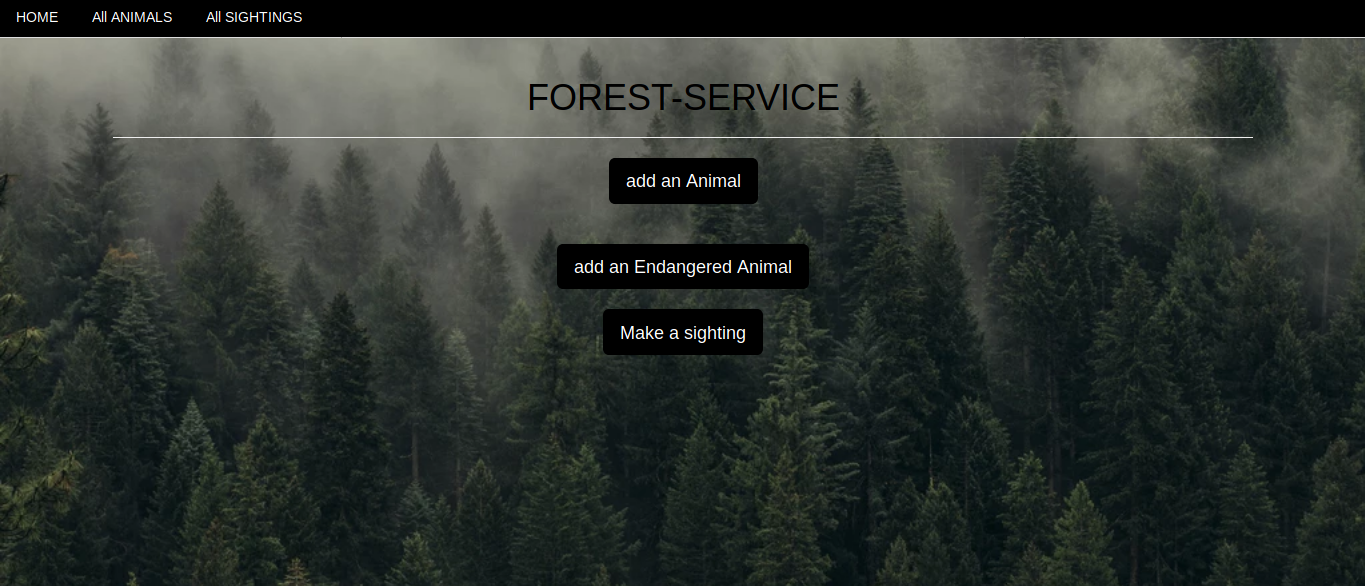 HOME All ANIMALS All SIGHTINGS
FOREST-SERVICE
add an Animal
add an Endangered Animal
Make a sighting